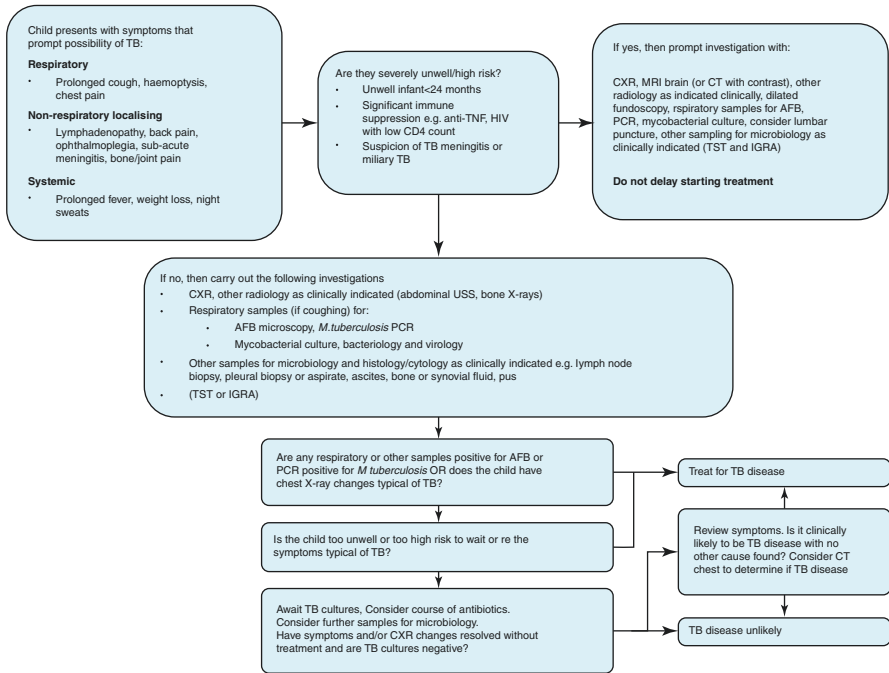 Child presents with symptoms that
prompt possibility of TB:
Respiratory
• Prolonged cough, haemoptysis,
chest pain
Non-respiratory localising
• Lymphadenopathy, back pain,
ophthalmoplegia, sub-acute
meningitis, bone/joint pain
Systemic
• Prolonged fever, weight loss, night
sweats
Are they severely unwell/high risk?
• Unwell infant<24 months
• Significant immune
suppression e.g. anti-TNF, HIV
with low CD4 count
• Suspicion of TB meningitis or
miliary TB
If yes, then prompt investigation with:
CXR, MRI brain (or CT with contrast), other
radiology as indicated clinically, dilated
fundoscopy, rspiratory samples for AFB,
PCR, mycobacterial culture, consider lumbar
puncture, other sampling for microbiology as
clinically indicated (TST and IGRA)
Do not delay starting treatment
If no, then carry out the following investigations
• CXR, other radiology as clinically indicated (abdominal USS, bone X-rays)
• Respiratory samples (if coughing) for:
• AFB microscopy, M.tuberculosis PCR
• Mycobacterial culture, bacteriology and virology
• Other samples for microbiology and histology/cytology as clinically indicated e.g. lymph node
biopsy, pleural biopsy or aspirate, ascites, bone or synovial fluid, pus
• (TST or IGRA)
Are any respiratory or other samples positive for AFB or
PCR positive for M tuberculosis OR does the child have
chest X-ray changes typical of TB?
Treat for TB disease
Is the child too unwell or too high risk to wait or re the
symptoms typical of TB?
Review symptoms. Is it clinically
likely to be TB disease with no
other cause found? Consider CT
chest to determine if TB disease
Await TB cultures, Consider course of antibiotics.
Consider further samples for microbiology.
Have symptoms and/or CXR changes resolved without
treatment and are TB cultures negative?
TB disease unlikely